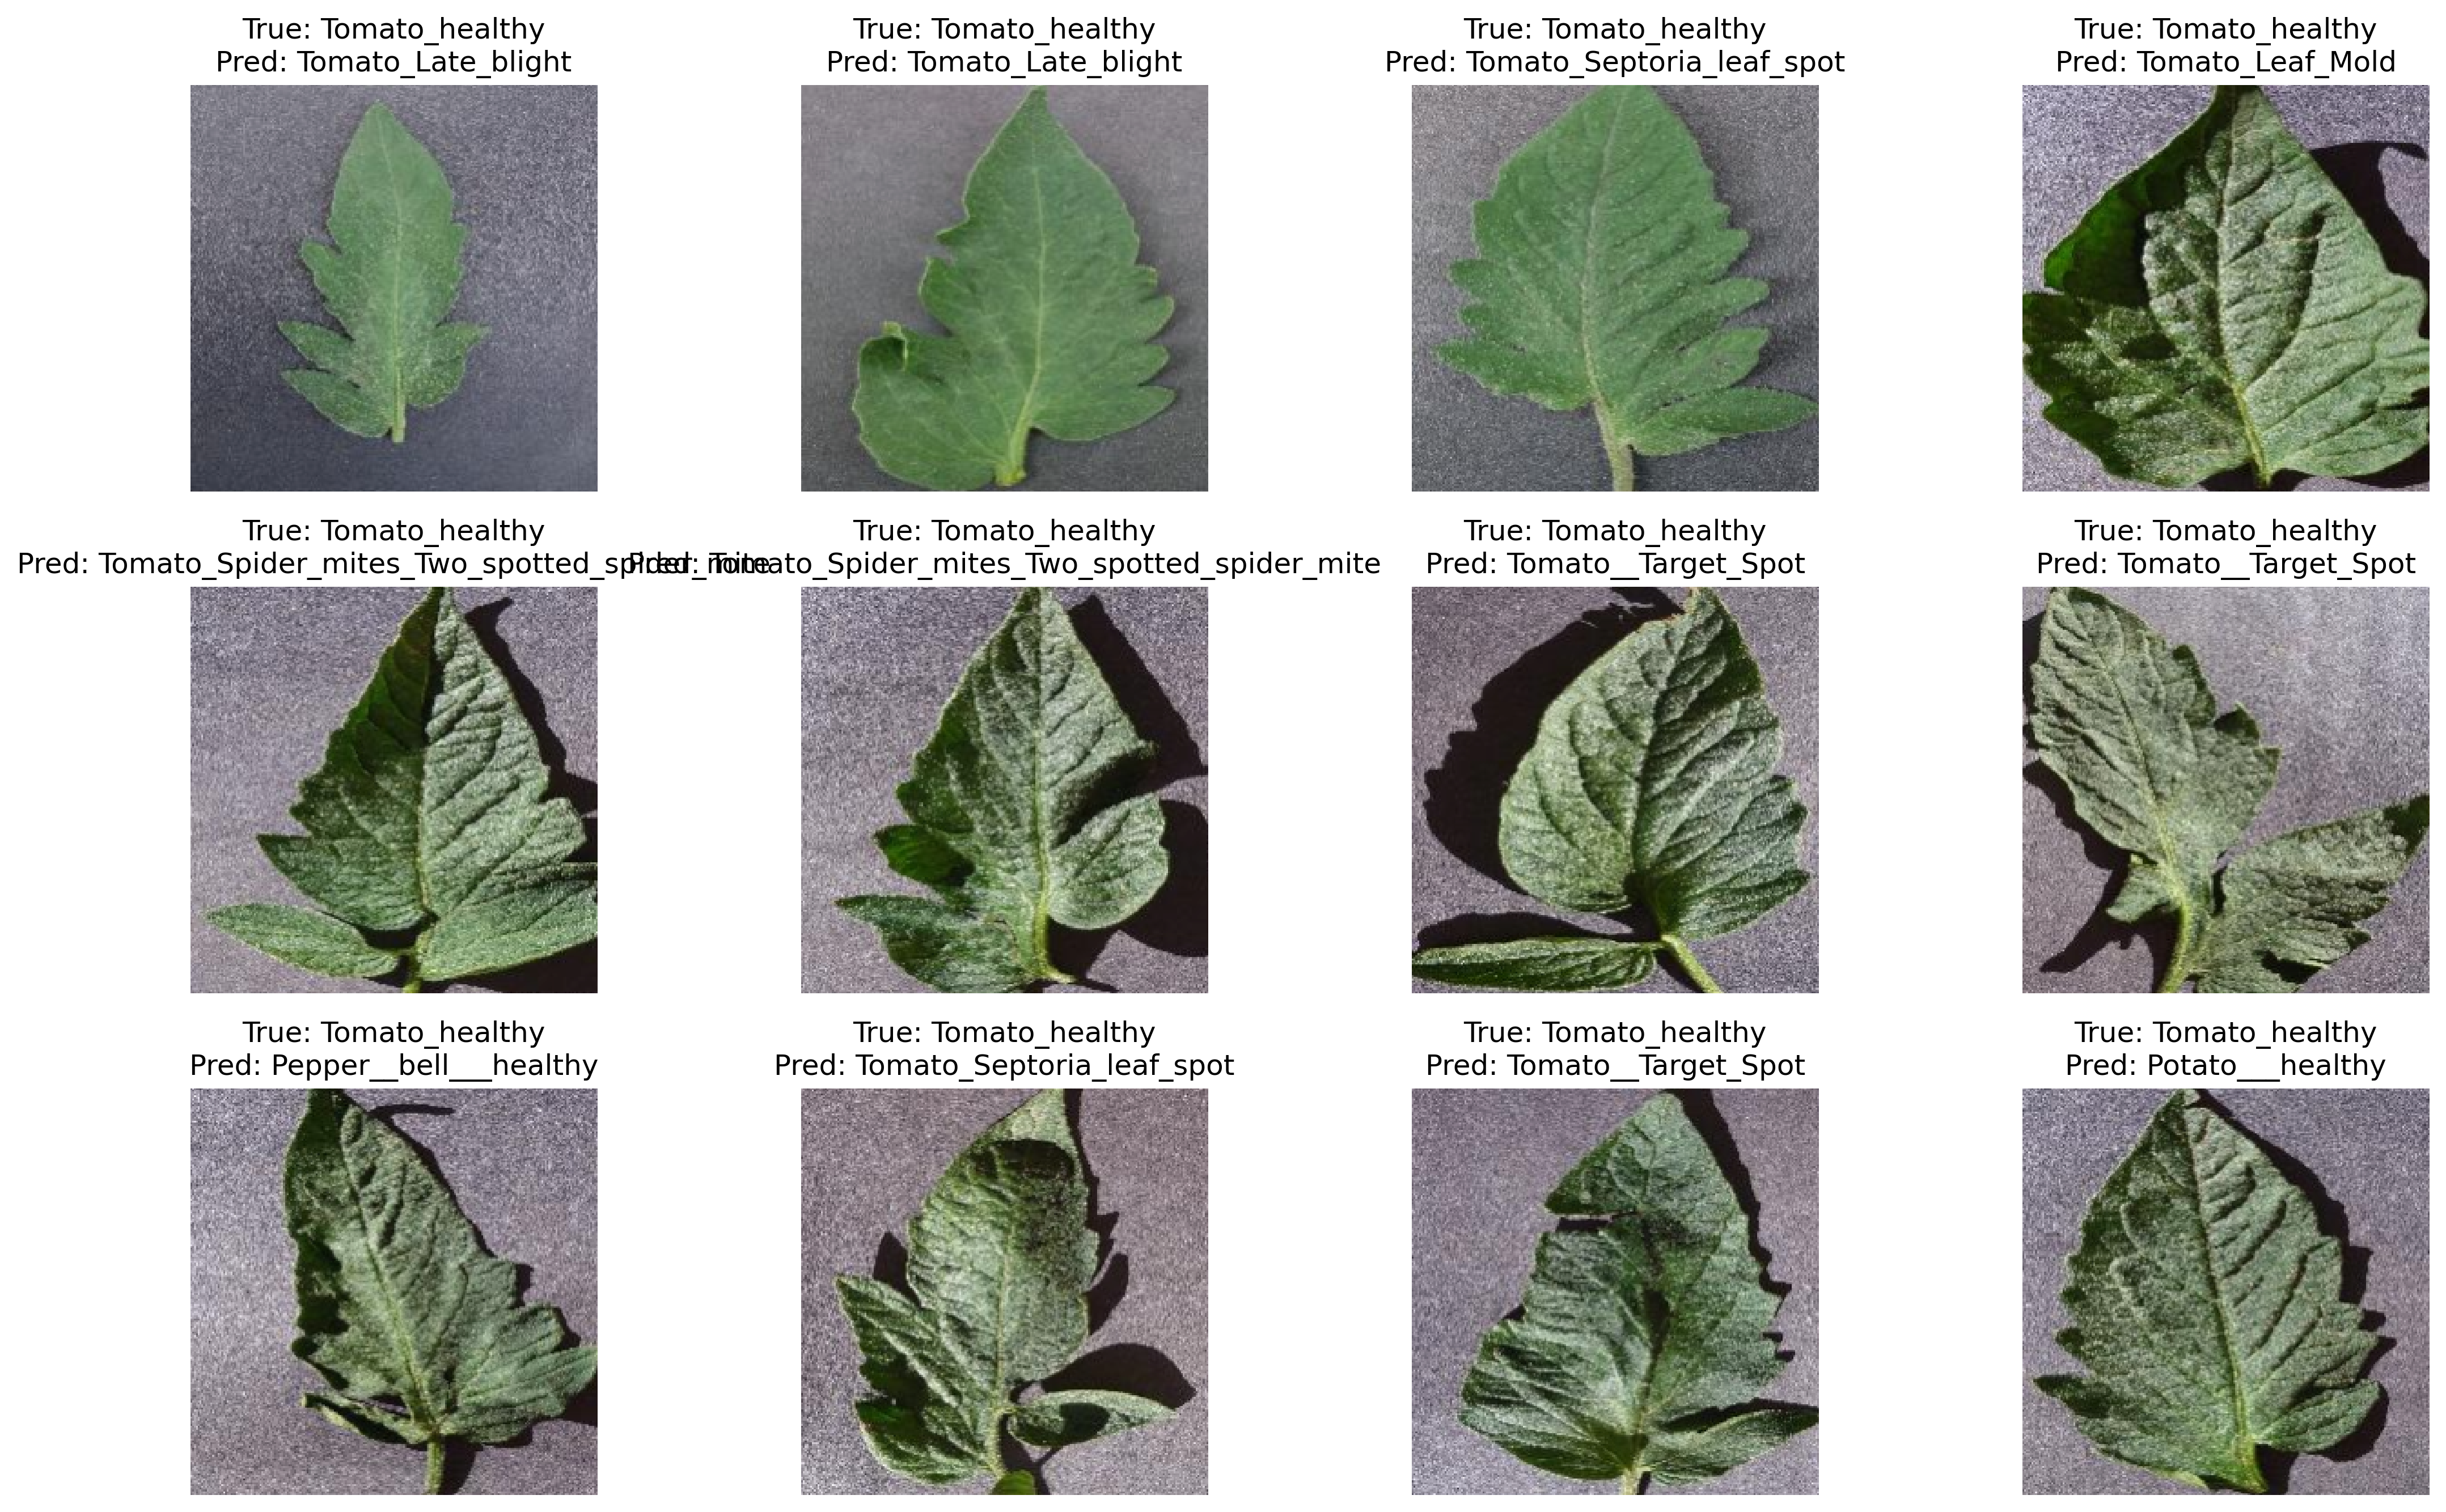 True: Tomato_healthy
Pred: Tomato_Late_blight
True: Tomato_healthy
Pred: Tomato_Late_blight
True: Tomato_healthy
Pred: Tomato_Septoria_leaf_spot
True: Tomato_healthy
Pred: Tomato_Leaf_Mold
True: Tomato_healthy
Pred: Tomato_Spider_mites_Two_spotted_spider_mite
True: Tomato_healthy
Pred: Tomato_Spider_mites_Two_spotted_spider_mite
True: Tomato_healthy
Pred: Tomato__Target_Spot
True: Tomato_healthy
Pred: Tomato__Target_Spot
True: Tomato_healthy
Pred: Pepper__bell___healthy
True: Tomato_healthy
Pred: Tomato_Septoria_leaf_spot
True: Tomato_healthy
Pred: Tomato__Target_Spot
True: Tomato_healthy
Pred: Potato___healthy